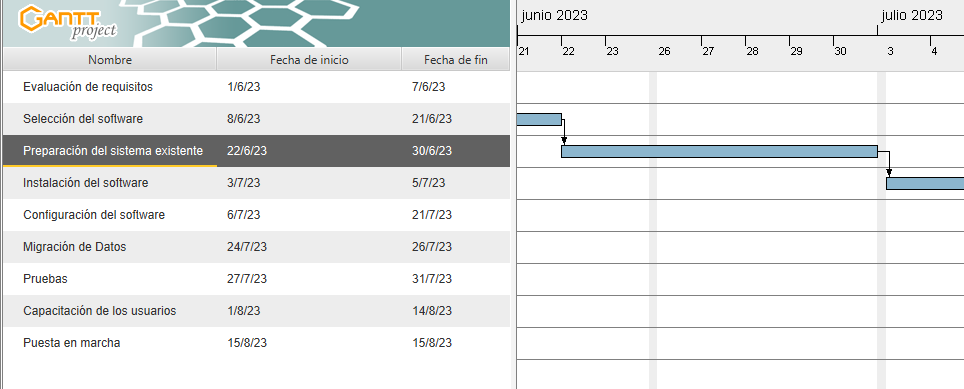 GANTT
project
junio 2023 julio 2023
21 22 23 26 27 28 29 30 3 4
Nombre Fecha de inicio Fecha de fin
Evaluación de requisitos 1/6/23 7/6/23
Selección del software 8/6/23 21/6/23
Preparación del sistema existente 22/6/23 30/6/23
Instalación del software 3/7/23 5/7/23
Configuración del software 6/7/23 21/7/23
Migración de Datos 24/7/23 26/7/23
Pruebas 27/7/23 31/7/23
Capacitación de los usuarios 1/8/23 14/8/23
Puesta en marcha 15/8/23 15/8/23